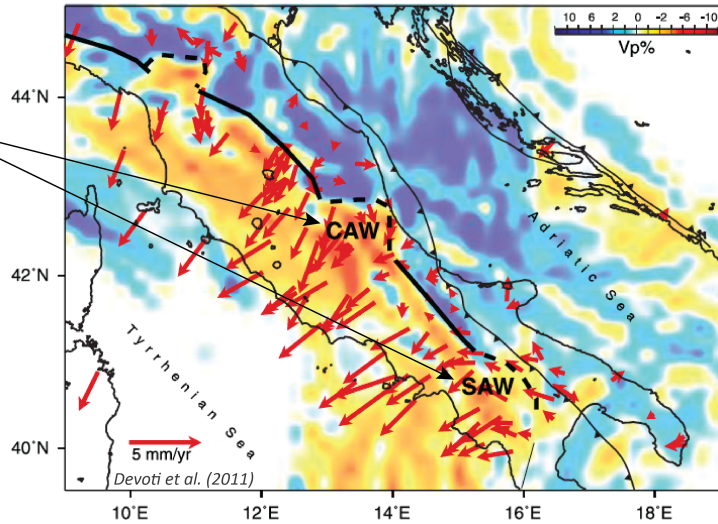 10 6 2 0 -2 -6 -10
Vp%
44°N
CAW
42°N
Adriatic Sea
Tyrrhenian Sea
SAW
40°N
5 mm/yr
Devoti et al. (2011)
10°E 12°E 14°E 16°E 18°E